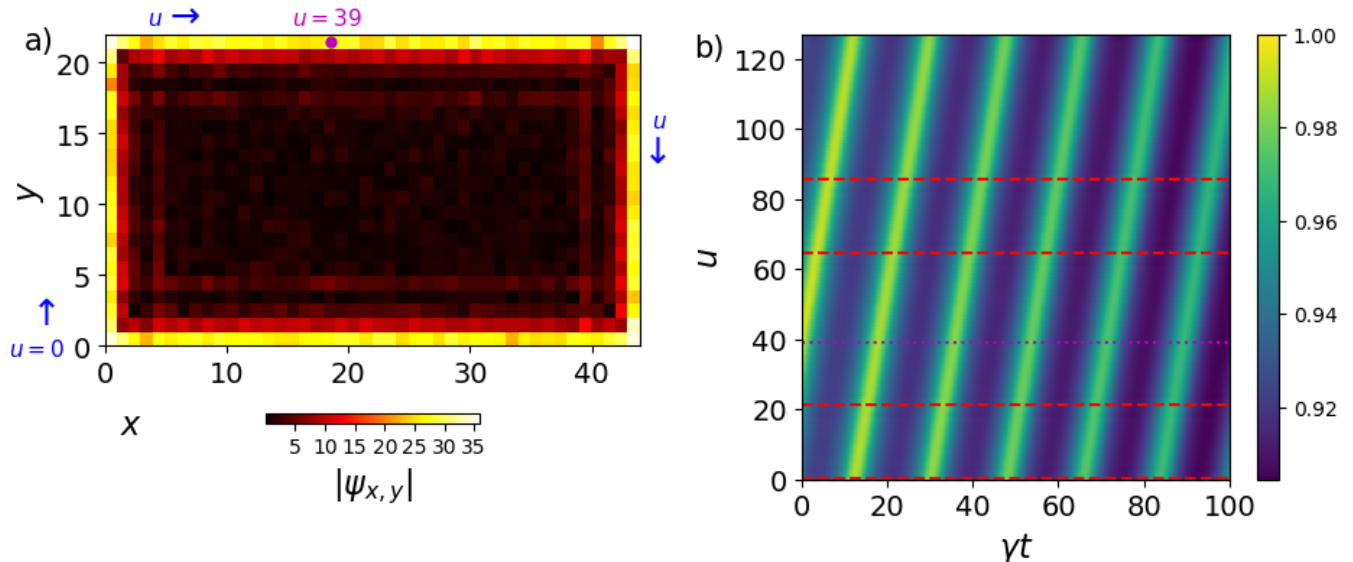 a)
u →
u = 39
20
15
10
5
0
y
u ↓
↑
u = 0
0 10 20 30 40
x
5 10 15 20 25 30 35
|ψx, y|
b)
120
100
80
60
40
20
0
u
0 20 40 60 80 100
γt
1.00
0.98
0.96
0.94
0.92